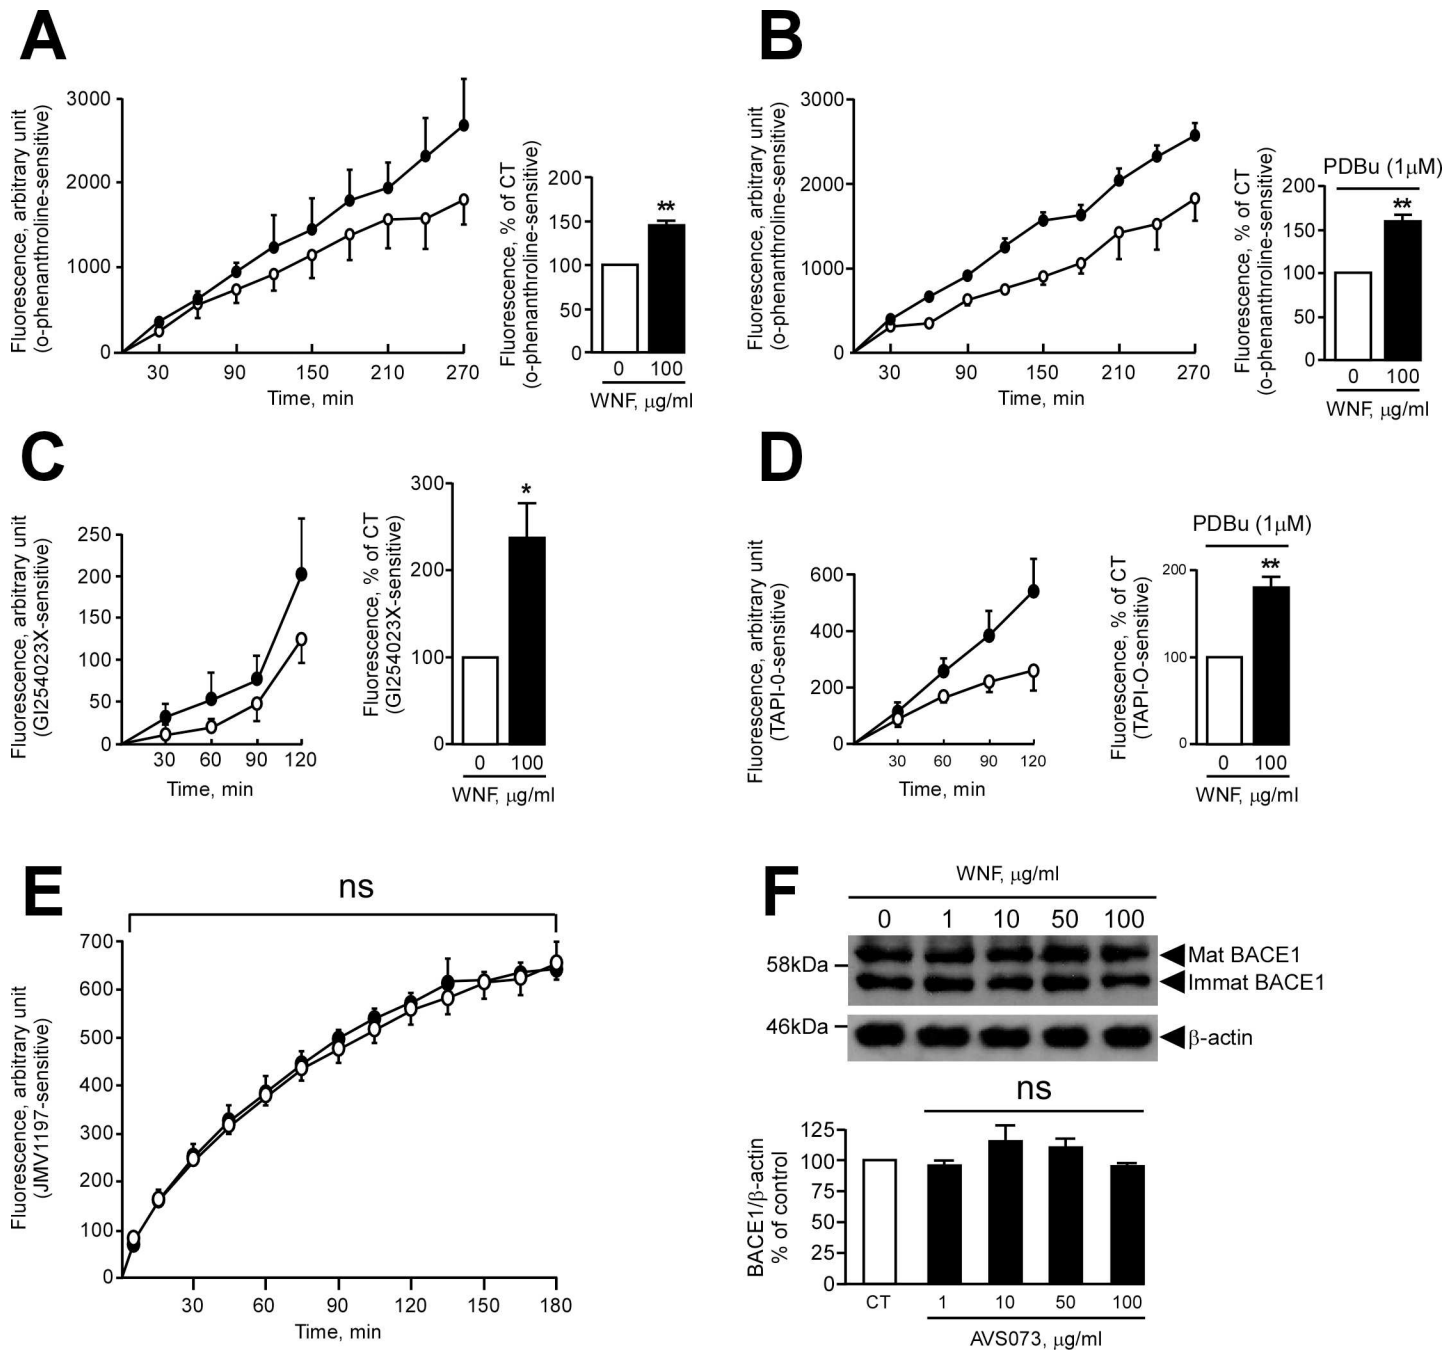 A
Fluorescence, arbitrary unit
(o-phenanthroline-sensitive)
3000
2000
1000
0
30
90
150
210
270
Time, min
Fluorescence, % of CT
(o-phenanthroline-sensitive)
200
150
100
50
0
**
0
100
WNF, μg/ml
B
Fluorescence, arbitrary unit
(o-phenanthroline-sensitive)
3000
2000
1000
0
30
90
150
210
270
Time, min
Fluorescence, % of CT
(o-phenanthroline-sensitive)
PDBu (1μM)
200
150
100
50
0
**
0
100
WNF, μg/ml
C
Fluorescence, arbitrary unit
(GI254023X-sensitive)
250
200
150
100
50
0
30
60
90
120
Time, min
Fluorescence, % of CT
(GI254023X-sensitive)
300
200
100
0
*
0
100
WNF, μg/ml
D
Fluorescence, arbitrary unit
(TAPI-0-sensitive)
600
400
200
0
30
60
90
120
Time, min
Fluorescence, % of CT
(TAPI-O-sensitive)
PDBu (1μM)
200
100
0
**
0
100
WNF, μg/ml
E
ns
Fluorescence, arbitrary unit
(JMV1197-sensitive)
700
600
500
400
300
200
100
0
30
60
90
120
150
180
Time, min
F
WNF, μg/ml
0
1
10
50
100
58kDa
Mat BACE1
Immat BACE1
46kDa
β-actin
ns
BACE1/β-actin
% of control
125
100
75
50
25
0
CT
1
10
50
100
AVS073, μg/ml